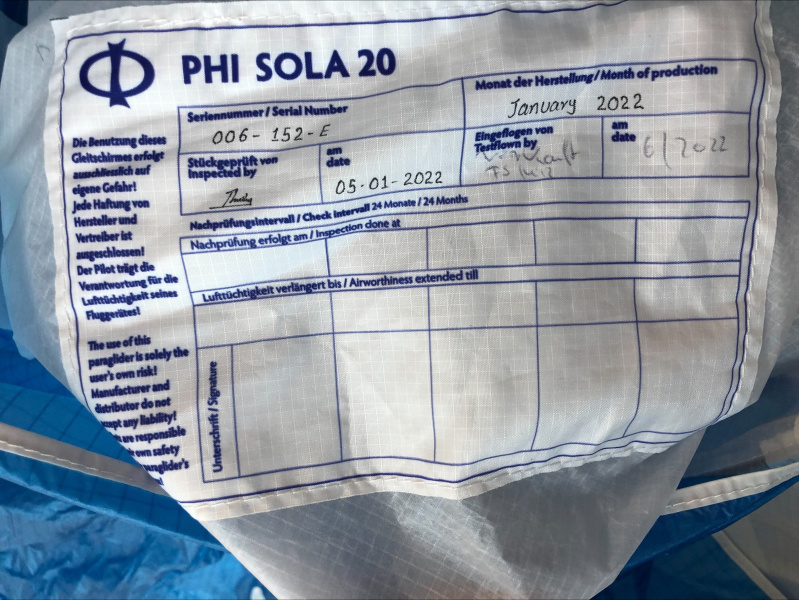 PHI SOLA 20
Seriennummer / Serial Number
006-152-E
Monat der Herstellung / Month of production
January 2022
Stückgeprüft von
Inspected by
am
date
05-01-2022
Eingeflogen von
Testflown by
am
date
6/2022
Nachprüfungsintervall / Check Intervall 24 Monate / 24 Months
Nachprüfung erfolgt am / Inspection done at
Lufttüchtigkeit verlängert bis / Airworthiness extended till
Unterschrift / Signature
Die Benutzung dieses
Gleitschirmes erfolgt
ausschliesslich auf
eigene Gefahr!
Jede Haftung von
Hersteller und
Vertreiber ist
ausgeschlossen!
Der Pilot trägt die
Verantwortung für die
Lufttüchtigkeit seines
Fluggerätes!
The use of this
paraglider is solely the
user's own risk!
Manufacturer and
distributor do not
any liability!
are responsible
own safety